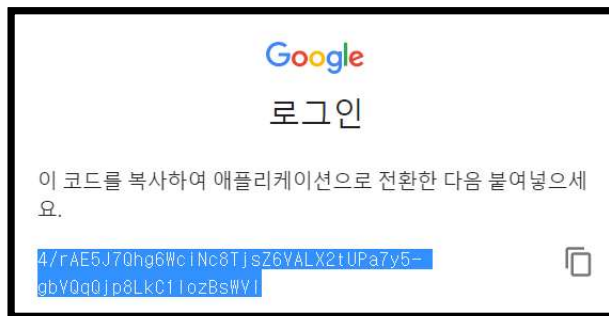 Google
로그인
이 코드를 복사하여 애플리케이션으로 전환한 다음 붙여넣으세
요.
4/rAE5J7Qhg6WciNc8TjsZ6VALX2tUPa7y5-
gbVQqQjp8LkC1IozBsWVI